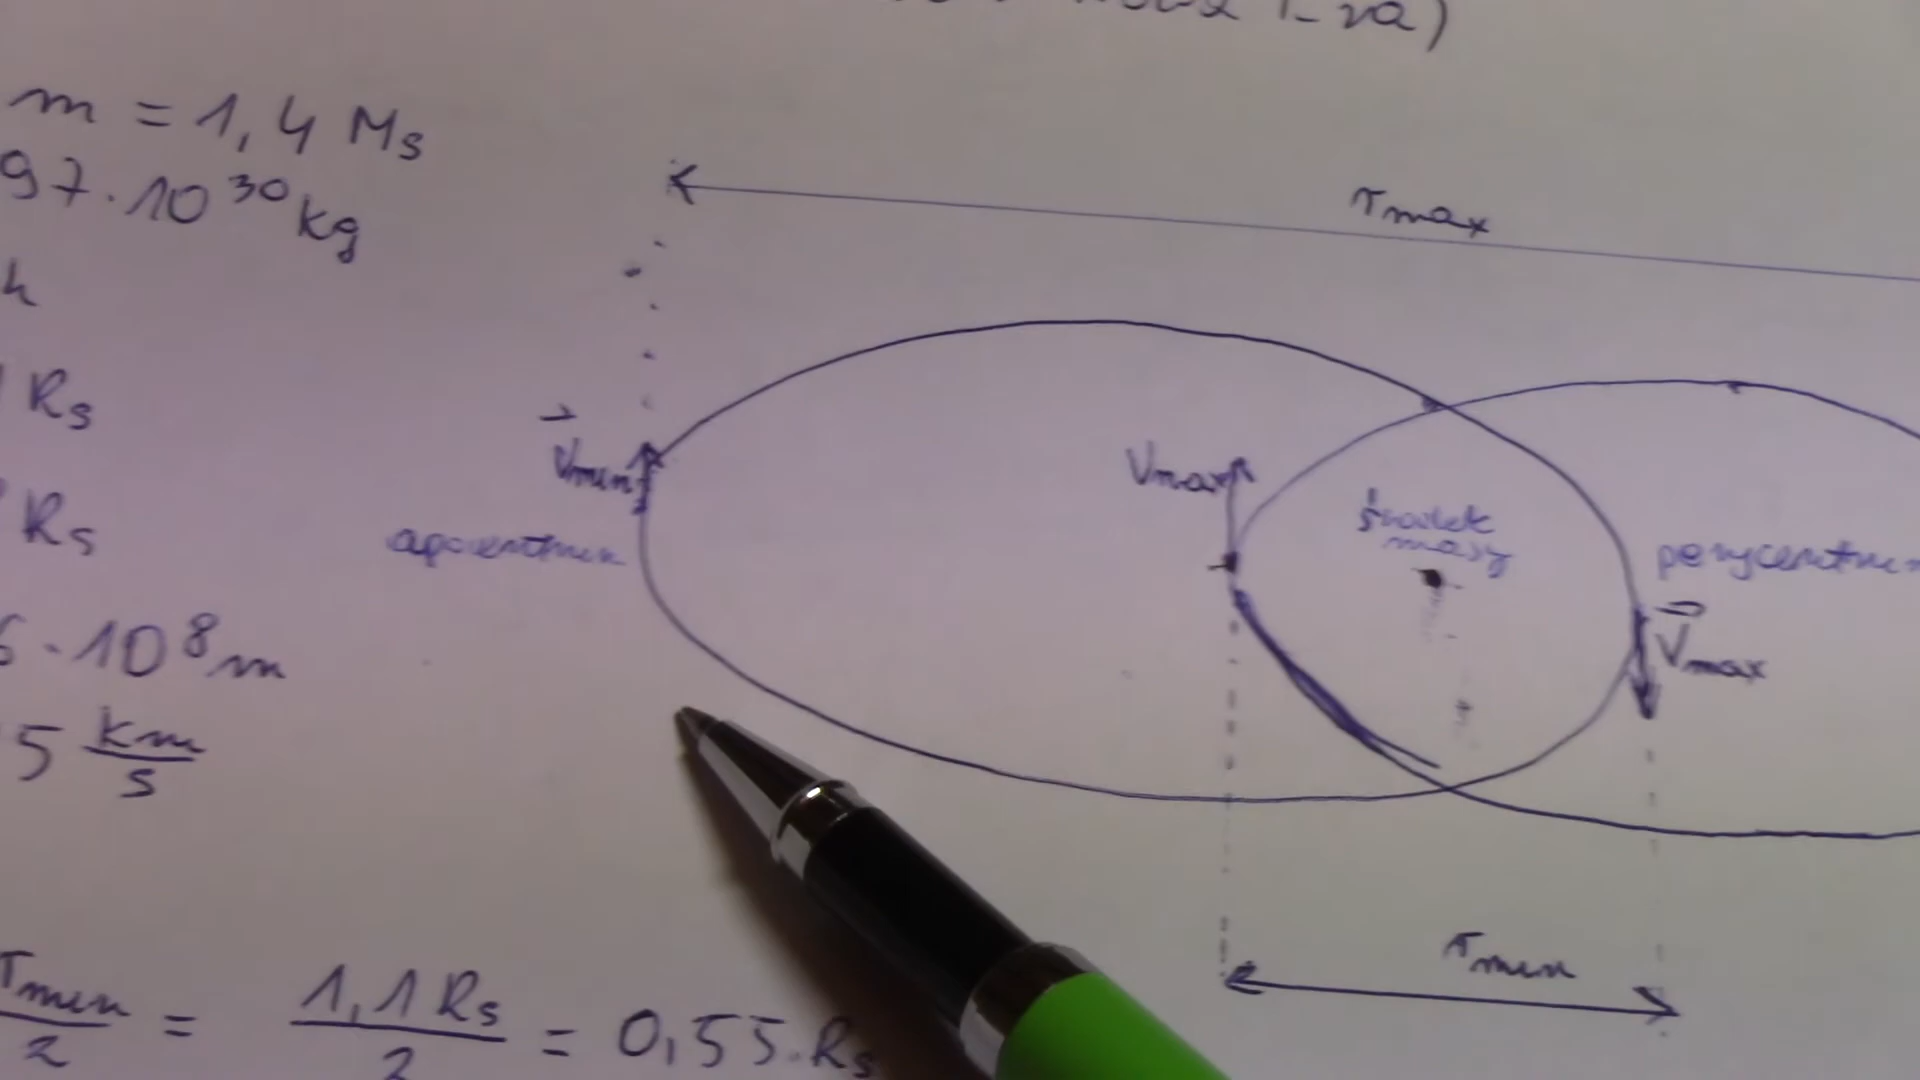 m = 1,4 Ms
97 · 10³⁰ kg
h
Rs
Rs
6 · 10⁸ m
5 km/s
rmin/2 = 1,1 Rs/2 = 0,55 · Rs
rmax
Vmin
apocentrum
Vmax
środek
masy
perycentrum
Vmax
rmin